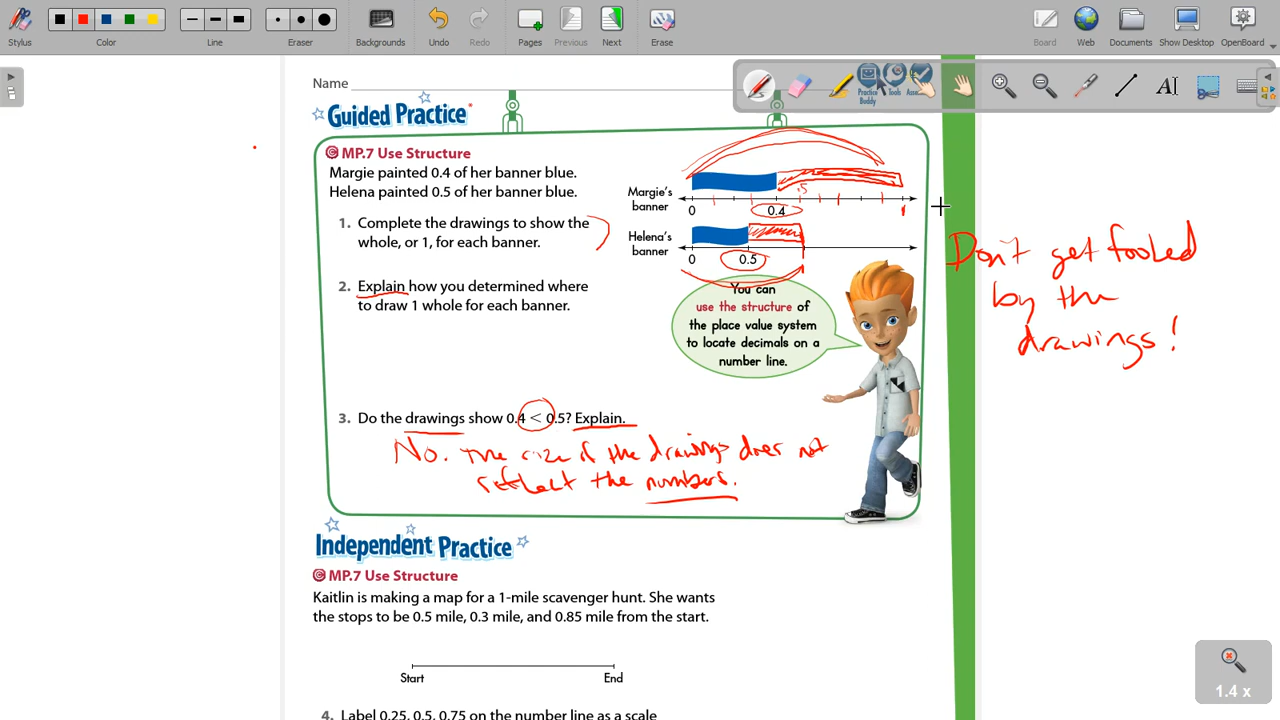 Stylus
Color
Line
Eraser
Backgrounds
Undo
Redo
Pages
Previous
Next
Erase
Board
Web
Documents
Show Desktop
OpenBoard
Practice Buddy
Tools
Name
Guided Practice
MP.7 Use Structure
Margie painted 0.4 of her banner blue.
Helena painted 0.5 of her banner blue.
1. Complete the drawings to show the
whole, or 1, for each banner.
2. Explain how you determined where
to draw 1 whole for each banner.
Margie's
banner
.5
0
0.4
1
Helena's
banner
0
0.5
You can
use the structure of
the place value system
to locate decimals on a
number line.
Don't get fooled
by the
drawings!
3. Do the drawings show 0.4 < 0.5? Explain.
No. The size of the drawings does not
reflect the numbers.
Independent Practice
MP.7 Use Structure
Kaitlin is making a map for a 1-mile scavenger hunt. She wants
the stops to be 0.5 mile, 0.3 mile, and 0.85 mile from the start.
Start
End
4. Label 0.25, 0.5, 0.75 on the number line as a scale
1.4 x